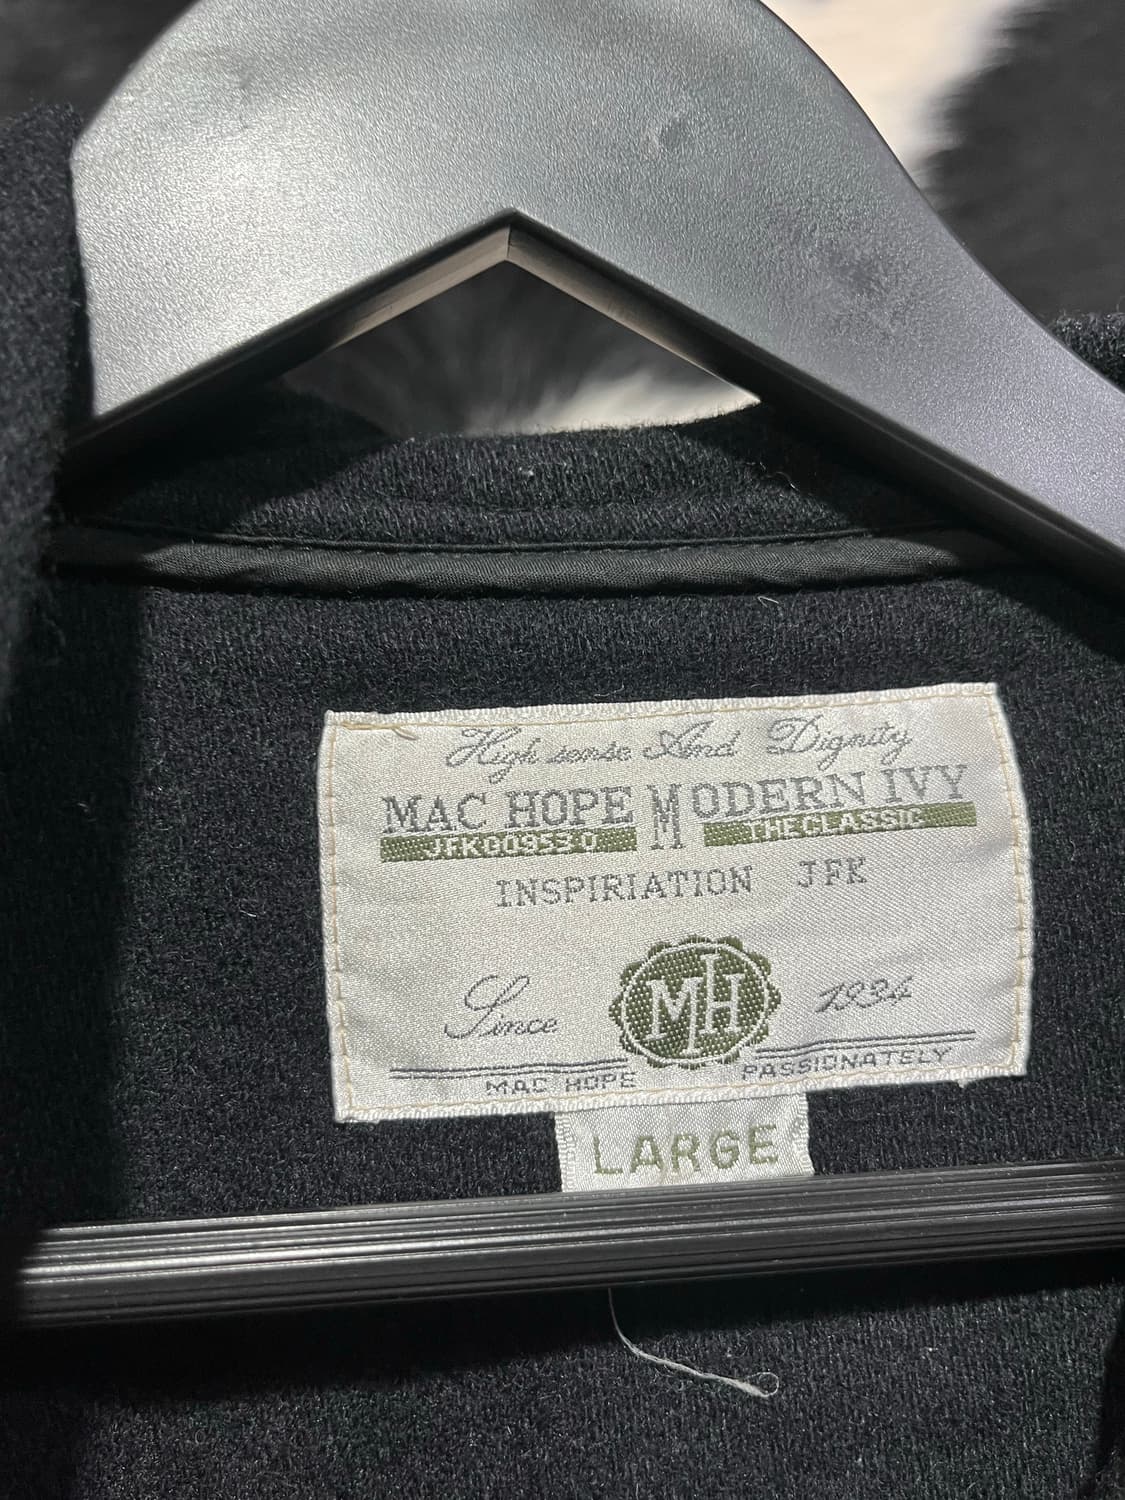 High sense And Dignity
MAC HOPE MODERN IVY
THE CLASSIC
INSPIRIATION JFK
Since MH 1934
MAC HOPE PASSIONATELY
LARGE